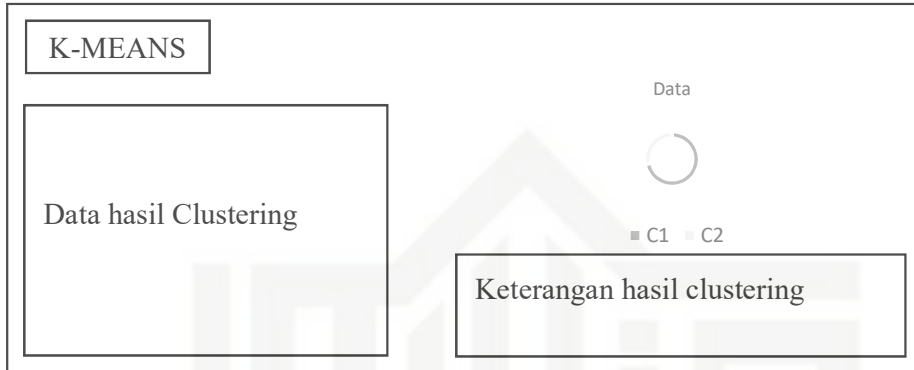 K-MEANS
Data hasil Clustering
Data
C1 C2
Keterangan hasil clustering